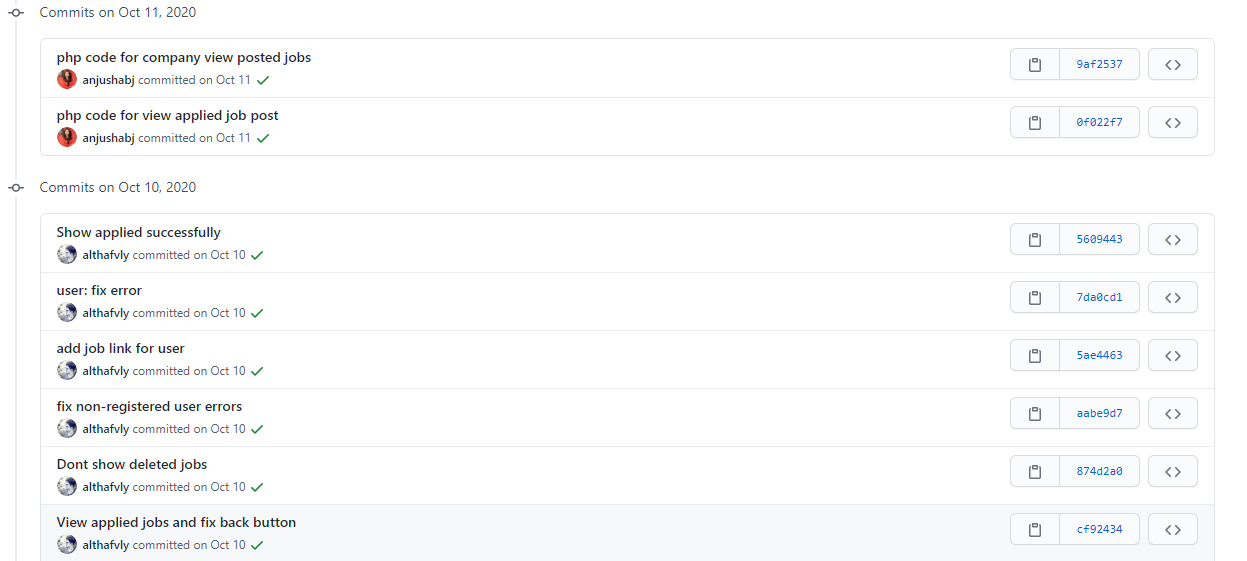 Commits on Oct 11, 2020
php code for company view posted jobs
9af2537
anjushabj committed on Oct 11
php code for view applied job post
0f022f7
anjushabj committed on Oct 11
Commits on Oct 10, 2020
Show applied successfully
5609443
althafvly committed on Oct 10
user: fix error
7da0cd1
althafvly committed on Oct 10
add job link for user
5ae4463
althafvly committed on Oct 10
fix non-registered user errors
aabe9d7
althafvly committed on Oct 10
Dont show deleted jobs
874d2a0
althafvly committed on Oct 10
View applied jobs and fix back button
cf92434
althafvly committed on Oct 10